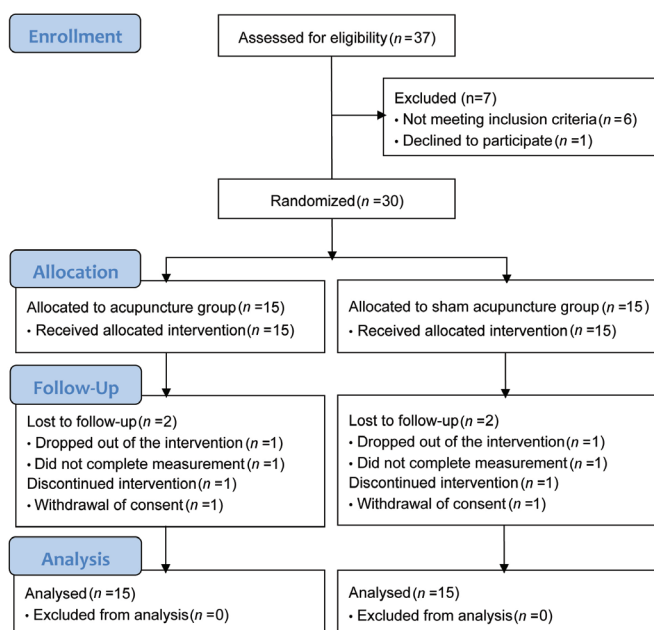 Enrollment
Assessed for eligibility (n =37)
Excluded (n=7)
• Not meeting inclusion criteria (n =6)
• Declined to participate (n =1)
Randomized (n =30)
Allocation
Allocated to acupuncture group (n =15)
• Received allocated intervention (n =15)
Allocated to sham acupuncture group (n =15)
• Received allocated intervention (n =15)
Follow-Up
Lost to follow-up (n =2)
• Dropped out of the intervention (n =1)
• Did not complete measurement (n =1)
Discontinued intervention (n =1)
• Withdrawal of consent (n =1)
Lost to follow-up (n =2)
• Dropped out of the intervention (n =1)
• Did not complete measurement (n =1)
Discontinued intervention (n =1)
• Withdrawal of consent (n =1)
Analysis
Analysed (n =15)
• Excluded from analysis (n =0)
Analysed (n =15)
• Excluded from analysis (n =0)